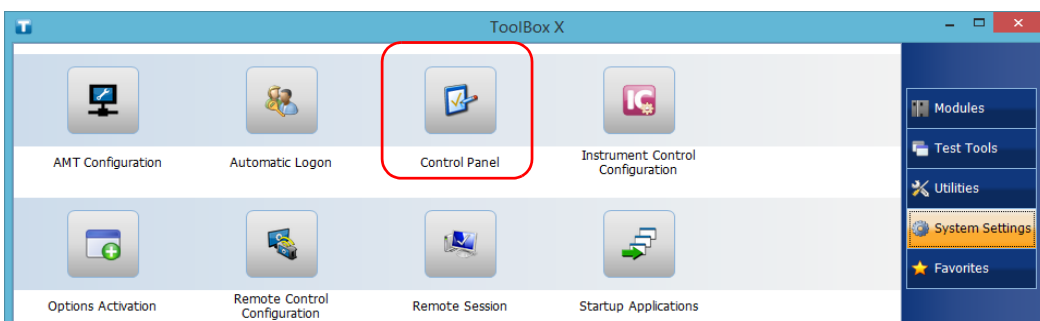 ToolBox X
AMT Configuration
Automatic Logon
Control Panel
Instrument Control
Configuration
Options Activation
Remote Control
Configuration
Remote Session
Startup Applications
Modules
Test Tools
Utilities
System Settings
Favorites